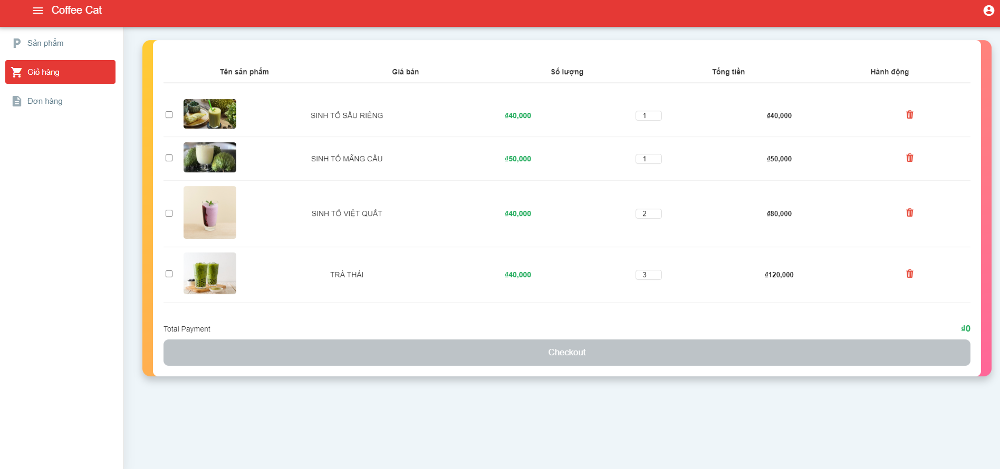 Coffee Cat
Sản phẩm
Giỏ hàng
Đơn hàng
Tên sản phẩm Giá bán Số lượng Tổng tiền Hành động
SINH TỐ SẦU RIÊNG ₫40,000 1 ₫40,000
SINH TỐ MÃNG CẦU ₫50,000 1 ₫50,000
SINH TỐ VIỆT QUẤT ₫40,000 2 ₫80,000
TRÀ THÁI ₫40,000 3 ₫120,000
Total Payment ₫0
Checkout